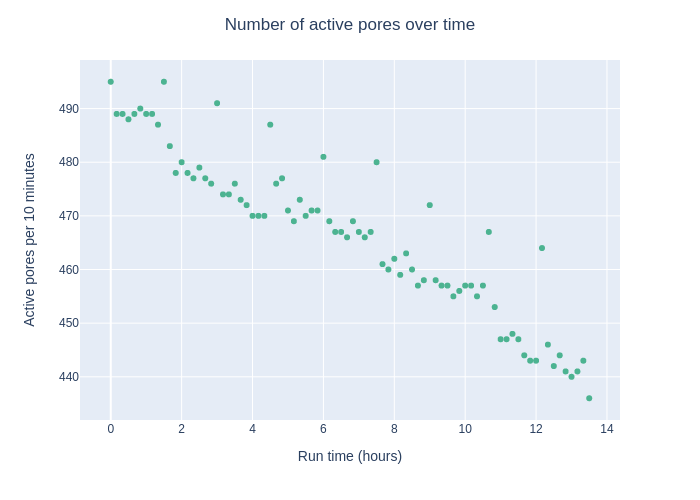 Number of active pores over time
Active pores per 10 minutes
490
480
470
460
450
440
0 2 4 6 8 10 12 14
Run time (hours)